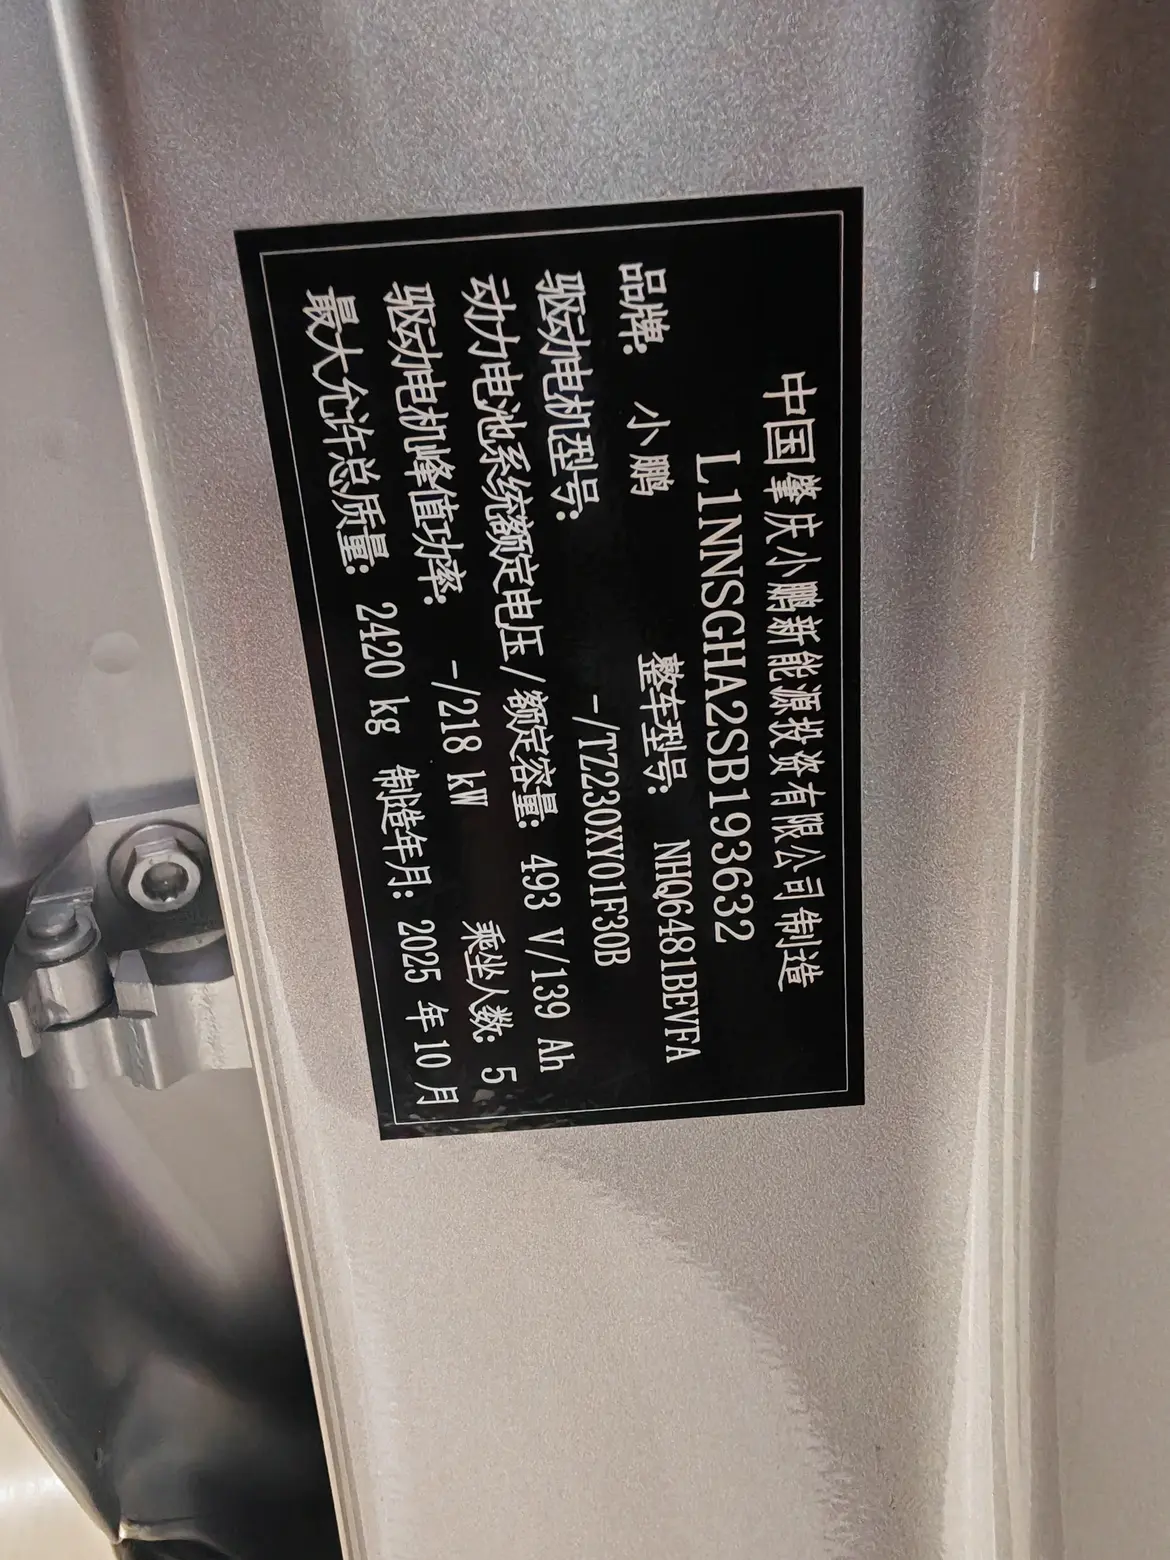 中国肇庆小鹏新能源投资有限公司制造
L1NNSGHA2SB193632
品牌: 小鹏 整车型号: NHQ6481BEVFA
驱动电机型号: -/TZ230XY01F30B
动力电池系统额定电压/额定容量: 493 V/139 Ah
驱动电机峰值功率: -/218 kW 乘坐人数: 5
最大允许总质量: 2420 kg 制造年月: 2025 年 10 月